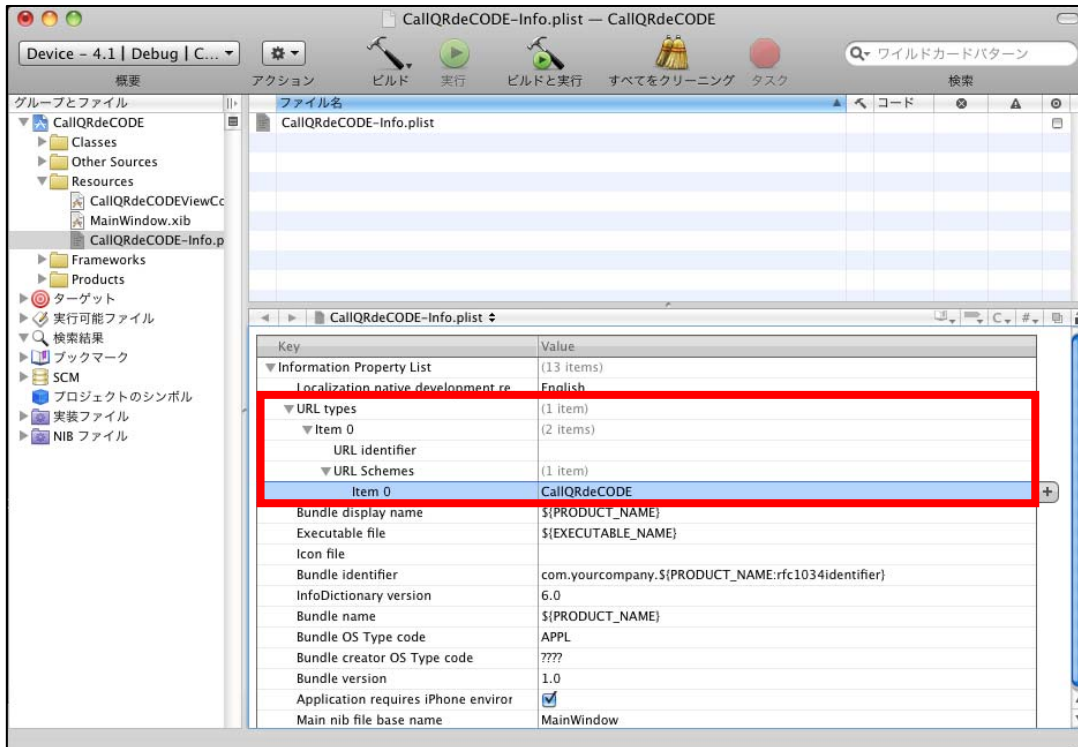 CallQRdeCODE-Info.plist — CallQRdeCODE
Device - 4.1 | Debug | C...
ワイルドカードパターン
概要 アクション ビルド 実行 ビルドと実行 すべてをクリーニング タスク 検索
グループとファイル
CallQRdeCODE
Classes
Other Sources
Resources
CallQRdeCODEViewCc
MainWindow.xib
CallQRdeCODE-Info.p
Frameworks
Products
ターゲット
実行可能ファイル
検索結果
ブックマーク
SCM
プロジェクトのシンボル
実装ファイル
NIB ファイル
ファイル名 コード
CallQRdeCODE-Info.plist
CallQRdeCODE-Info.plist C #
Key Value
Information Property List (13 items)
Localization native development re English
URL types (1 item)
Item 0 (2 items)
URL identifier
URL Schemes (1 item)
Item 0 CallQRdeCODE
Bundle display name ${PRODUCT_NAME}
Executable file ${EXECUTABLE_NAME}
Icon file
Bundle identifier com.yourcompany.${PRODUCT_NAME:rfc1034identifier}
InfoDictionary version 6.0
Bundle name ${PRODUCT_NAME}
Bundle OS Type code APPL
Bundle creator OS Type code ????
Bundle version 1.0
Application requires iPhone enviror
Main nib file base name MainWindow